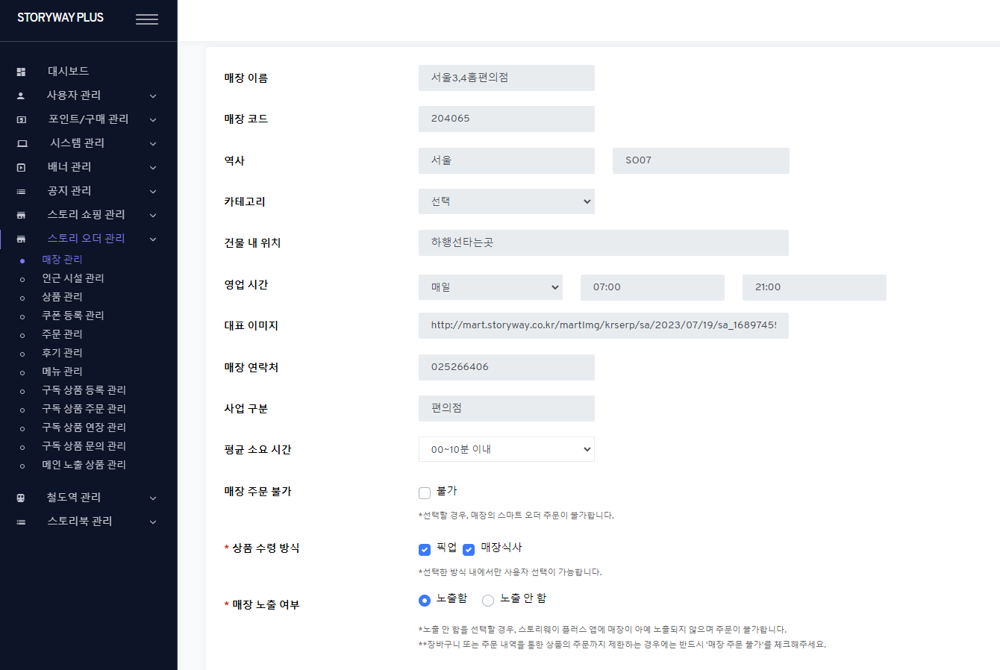 STORYWAY PLUS
대시보드
사용자 관리
포인트/구매 관리
시스템 관리
배너 관리
공지 관리
스토리 쇼핑 관리
스토리 오더 관리
매장 관리
인근 시설 관리
상품 관리
쿠폰 등록 관리
주문 관리
후기 관리
메뉴 관리
구독 상품 등록 관리
구독 상품 주문 관리
구독 상품 연장 관리
구독 상품 문의 관리
메인 노출 상품 관리
철도역 관리
스토리북 관리
매장 이름 서울3,4홈편의점
매장 코드 204065
역사 서울 SO07
카테고리 선택
건물 내 위치 하행선타는곳
영업 시간 매일 07:00 21:00
대표 이미지 http://mart.storyway.co.kr/martImg/krserp/sa/2023/07/19/sa_1689745
매장 연락처 025266406
사업 구분 편의점
평균 소요 시간 00~10분 이내
매장 주문 불가 불가
*선택할 경우, 매장의 스마트 오더 주문이 불가합니다.
* 상품 수령 방식 픽업 매장식사
*선택한 방식 내에서만 사용자 선택이 가능합니다.
* 매장 노출 여부 노출함 노출 안 함
*노출 안 함을 선택할 경우, 스토리웨이 플러스 앱에 매장이 아예 노출되지 않으며 주문이 불가합니다.
**장바구니 또는 주문 내역을 통한 상품의 주문까지 제한하는 경우에는 반드시 '매장 주문 불가'를 체크해주세요.